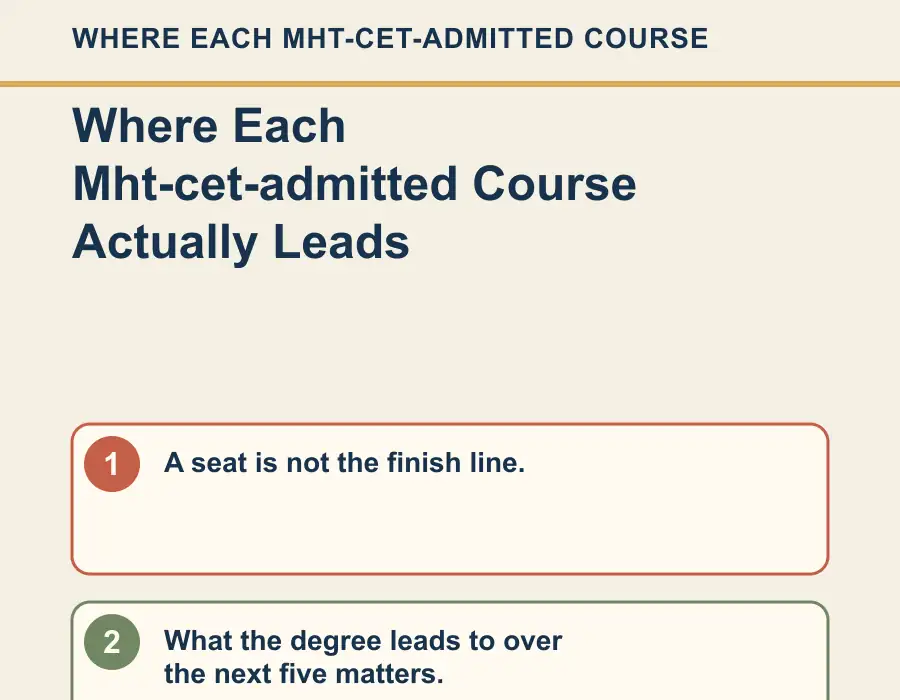 WHERE EACH MHT-CET-ADMITTED COURSE
Where Each
Mht-cet-admitted Course
Actually Leads
1
A seat is not the finish line.
2
What the degree leads to over
the next five matters.